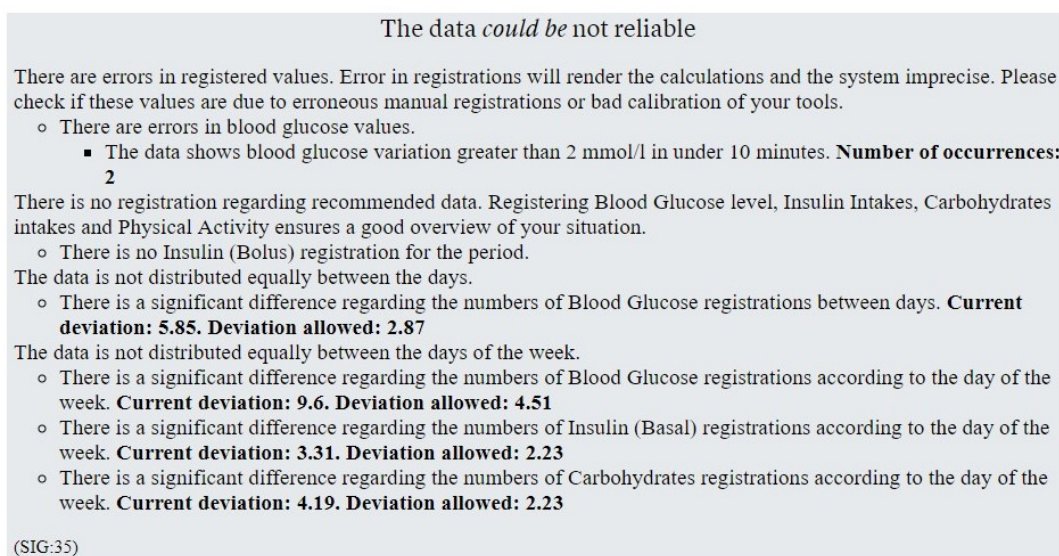 The data could be not reliable
There are errors in registered values. Error in registrations will render the calculations and the system imprecise. Please
check if these values are due to erroneous manual registrations or bad calibration of your tools.
There are errors in blood glucose values.
The data shows blood glucose variation greater than 2 mmol/l in under 10 minutes. Number of occurrences:
2
There is no registration regarding recommended data. Registering Blood Glucose level, Insulin Intakes, Carbohydrates
intakes and Physical Activity ensures a good overview of your situation.
There is no Insulin (Bolus) registration for the period.
The data is not distributed equally between the days.
There is a significant difference regarding the numbers of Blood Glucose registrations between days. Current
deviation: 5.85. Deviation allowed: 2.87
The data is not distributed equally between the days of the week.
There is a significant difference regarding the numbers of Blood Glucose registrations according to the day of the
week. Current deviation: 9.6. Deviation allowed: 4.51
There is a significant difference regarding the numbers of Insulin (Basal) registrations according to the day of the
week. Current deviation: 3.31. Deviation allowed: 2.23
There is a significant difference regarding the numbers of Carbohydrates registrations according to the day of the
week. Current deviation: 4.19. Deviation allowed: 2.23
(SIG:35)